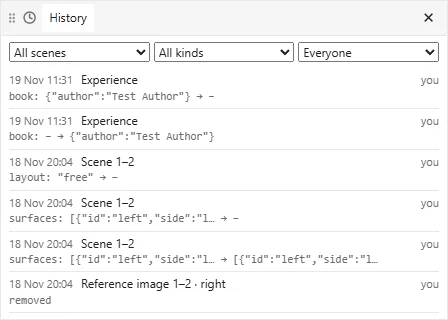 History
All scenes All kinds Everyone
19 Nov 11:31 Experience you
book: {"author":"Test Author"} → –
19 Nov 11:31 Experience you
book: – → {"author":"Test Author"}
18 Nov 20:04 Scene 1–2 you
layout: "free" → –
18 Nov 20:04 Scene 1–2 you
surfaces: [{"id":"left","side":"l… → –
18 Nov 20:04 Scene 1–2 you
surfaces: [{"id":"left","side":"l… → [{"id":"left","side":"l…
18 Nov 20:04 Reference image 1–2 · right you
removed